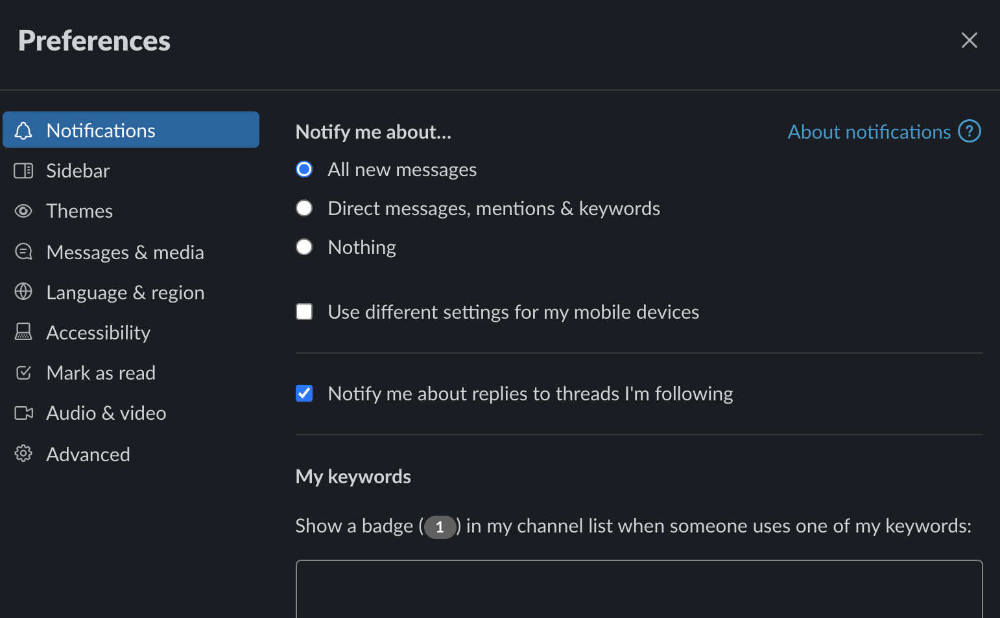 Preferences
Notifications
Sidebar
Themes
Messages & media
Language & region
Accessibility
Mark as read
Audio & video
Advanced
Notify me about...
About notifications ?
All new messages
Direct messages, mentions & keywords
Nothing
Use different settings for my mobile devices
Notify me about replies to threads I'm following
My keywords
Show a badge (1) in my channel list when someone uses one of my keywords: